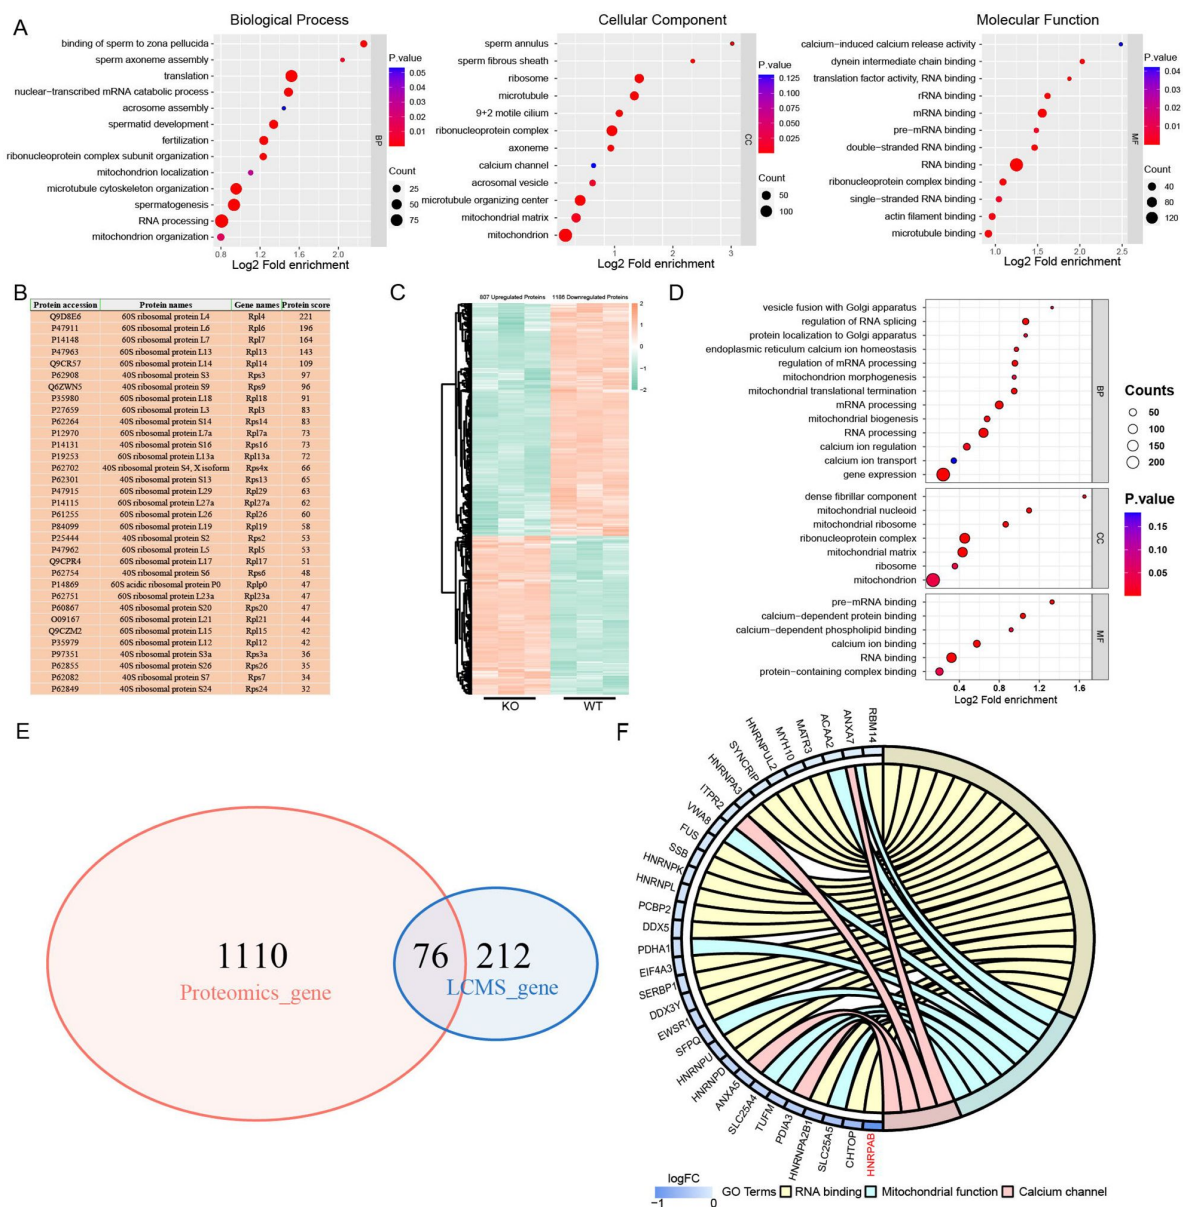 A
Biological Process
binding of sperm to zona pellucida
sperm axoneme assembly
translation
nuclear-transcribed mRNA catabolic process
acrosome assembly
spermatid development
fertilization
ribonucleoprotein complex subunit organization
mitochondrion localization
microtubule cytoskeleton organization
spermatogenesis
RNA processing
mitochondrion organization
0.8 1.2 1.6 2.0
Log2 Fold enrichment
BP
P.value
0.05
0.04
0.03
0.02
0.01
Count
25
50
75
Cellular Component
sperm annulus
sperm fibrous sheath
ribosome
microtubule
9+2 motile cilium
ribonucleoprotein complex
axoneme
calcium channel
acrosomal vesicle
microtubule organizing center
mitochondrial matrix
mitochondrion
1 2 3
Log2 Fold enrichment
CC
P.value
0.125
0.100
0.075
0.050
0.025
Count
50
100
Molecular Function
calcium-induced calcium release activity
dynein intermediate chain binding
translation factor activity, RNA binding
rRNA binding
mRNA binding
pre-mRNA binding
double-stranded RNA binding
RNA binding
ribonucleoprotein complex binding
single-stranded RNA binding
actin filament binding
microtubule binding
1.0 1.5 2.0 2.5
Log2 Fold enrichment
MF
P.value
0.04
0.03
0.02
0.01
Count
40
80
120
B
Protein accession Protein names Gene names Protein score
Q9D8E6 60S ribosomal protein L4 Rpl4 221
P47911 60S ribosomal protein L6 Rpl6 196
P14148 60S ribosomal protein L7 Rpl7 164
P47963 60S ribosomal protein L13 Rpl13 143
Q9CR57 60S ribosomal protein L14 Rpl14 109
P62908 40S ribosomal protein S3 Rps3 97
Q6ZWN5 40S ribosomal protein S9 Rps9 96
P35980 60S ribosomal protein L18 Rpl18 91
P27659 60S ribosomal protein L3 Rpl3 83
P62264 40S ribosomal protein S14 Rps14 83
P12970 60S ribosomal protein L7a Rpl7a 73
P14131 40S ribosomal protein S16 Rps16 73
P19253 60S ribosomal protein L13a Rpl13a 72
P62702 40S ribosomal protein S4, X isoform Rps4x 66
P62301 40S ribosomal protein S13 Rps13 65
P47915 60S ribosomal protein L29 Rpl29 63
P14115 60S ribosomal protein L27a Rpl27a 62
P61255 60S ribosomal protein L26 Rpl26 60
P84099 60S ribosomal protein L19 Rpl19 58
P25444 40S ribosomal protein S2 Rps2 53
P47962 60S ribosomal protein L5 Rpl5 53
Q9CPR4 60S ribosomal protein L17 Rpl17 51
P62754 40S ribosomal protein S6 Rps6 48
P14869 60S acidic ribosomal protein P0 Rplp0 47
P62751 60S ribosomal protein L23a Rpl23a 47
P60867 40S ribosomal protein S20 Rps20 47
O09167 60S ribosomal protein L21 Rpl21 44
Q9CZM2 60S ribosomal protein L15 Rpl15 42
P35979 60S ribosomal protein L12 Rpl12 42
P97351 40S ribosomal protein S3a Rps3a 36
P62855 40S ribosomal protein S26 Rps26 35
P62082 40S ribosomal protein S7 Rps7 34
P62849 40S ribosomal protein S24 Rps24 32
C
807 Upregulated Proteins 1186 Downregulated Proteins
2
1
0
−1
−2
KO WT
D
vesicle fusion with Golgi apparatus
regulation of RNA splicing
protein localization to Golgi apparatus
endoplasmic reticulum calcium ion homeostasis
regulation of mRNA processing
mitochondrion morphogenesis
mitochondrial translational termination
mRNA processing
mitochondrial biogenesis
RNA processing
calcium ion regulation
calcium ion transport
gene expression
BP
dense fibrillar component
mitochondrial nucleoid
mitochondrial ribosome
ribonucleoprotein complex
mitochondrial matrix
ribosome
mitochondrion
CC
pre-mRNA binding
calcium-dependent protein binding
calcium-dependent phospholipid binding
calcium ion binding
RNA binding
protein-containing complex binding
MF
0.4 0.8 1.2 1.6
Log2 Fold enrichment
Counts
50
100
150
200
P.value
0.15
0.10
0.05
E
1110
Proteomics_gene
76
212
LCMS_gene
F
RBM14
ANXA7
ACAA2
MATR3
MYH10
HNRNPUL2
SYNCRIP
HNRNPA3
ITPR2
VWA8
FUS
SSB
HNRNPK
HNRNPL
PCBP2
DDX5
PDHA1
EIF4A3
SERBP1
DDX3Y
EWSR1
SFPQ
HNRNPU
HNRNPD
ANXA5
SLC25A4
TUFM
PDIA3
HNRNPA2B1
SLC25A5
CHTOP
HNRPAB
logFC
−1 0
GO Terms RNA binding Mitochondrial function Calcium channel